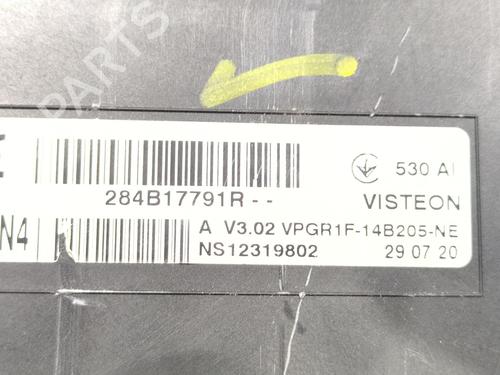 PARTS
530 AI
284B17791R - -
VISTEON
N4
A V3.02 VPGR1F-14B205-NE
NS12319802
29 07 20